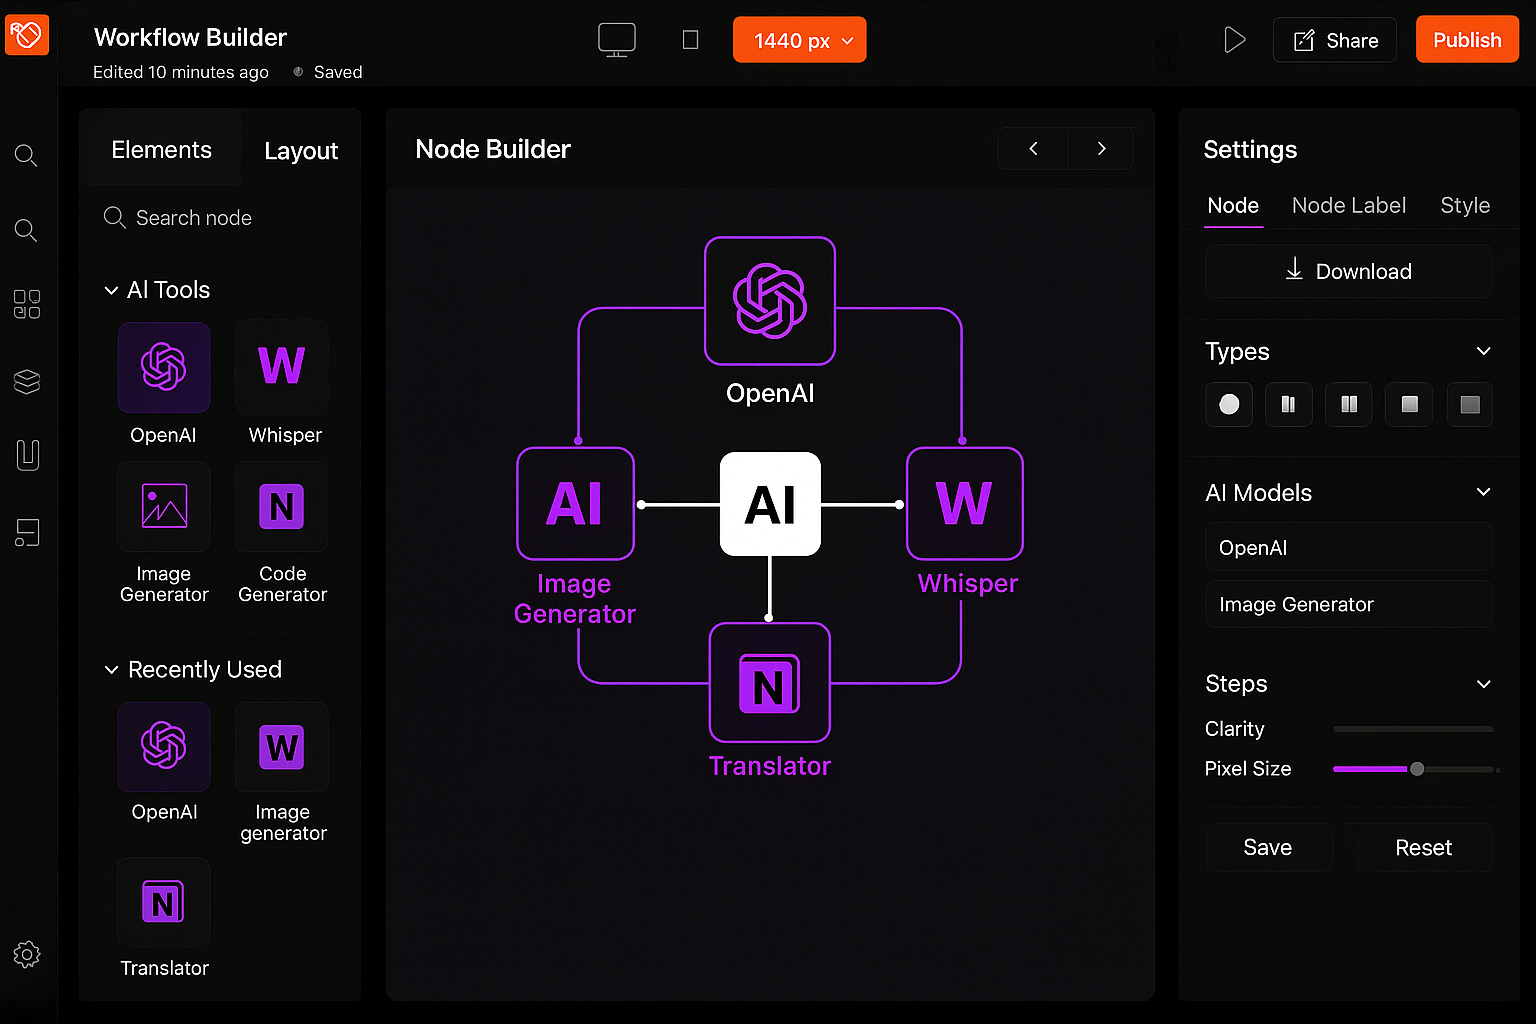 Workflow Builder
Edited 10 minutes ago
Saved
1440 px
Share
Publish
Elements
Layout
Search node
AI Tools
OpenAI
W
Whisper
Image
Generator
N
Code
Generator
Recently Used
OpenAI
W
Image
generator
N
Translator
Node Builder
OpenAI
AI
Image
Generator
AI
W
Whisper
N
Translator
Settings
Node
Node Label
Style
Download
Types
AI Models
OpenAI
Image Generator
Steps
Clarity
Pixel Size
Save
Reset